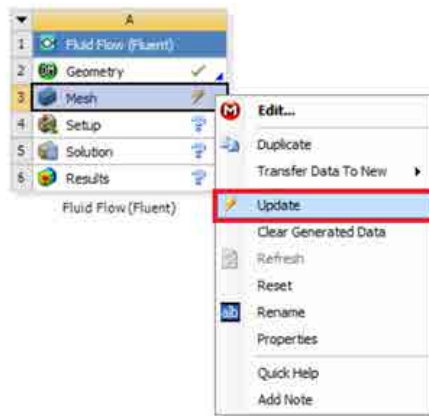 A
1 Fluid Flow (Fluent)
2 Geometry
3 Mesh
4 Setup
5 Solution
6 Results
Fluid Flow (Fluent)
Edit...
Duplicate
Transfer Data To New
Update
Clear Generated Data
Refresh
Reset
Rename
Properties
Quick Help
Add Note